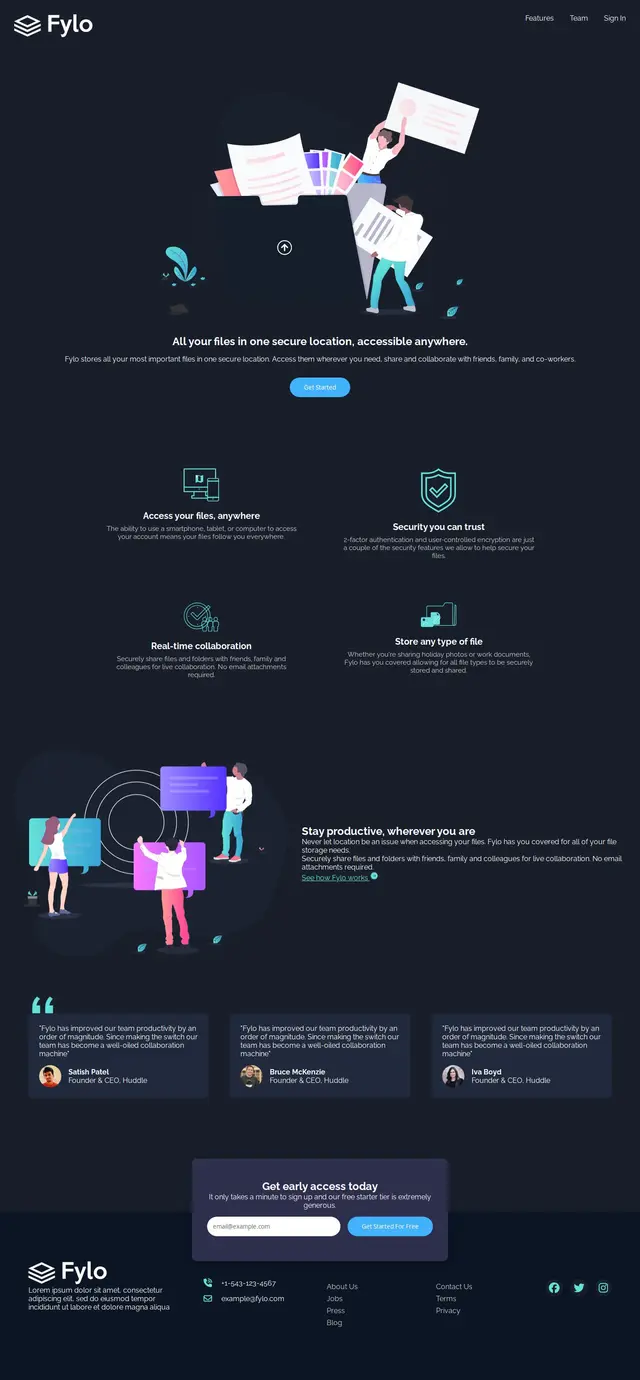 Fylo
Features Team Sign In
All your files in one secure location, accessible anywhere.
Fylo stores all your most important files in one secure location. Access them wherever you need, share and collaborate with friends, family, and co-workers.
Get Started
Access your files, anywhere
The ability to use a smartphone, tablet, or computer to access
your account means your files follow you everywhere
Security you can trust
2-factor authentication and user-controlled encryption are just
a couple of the security features we allow to help secure your
files.
Real-time collaboration
Securely share files and folders with friends, family and
colleagues for live collaboration. No email attachments
required.
Store any type of file
Whether you're sharing holiday photos or work documents,
Fylo has you covered allowing for all file types to be securely
stored and shared.
Stay productive, wherever you are
Never let location be an issue when accessing your files. Fylo has you covered for all of your file
storage needs.
Securely share files and folders with friends, family and colleagues for live collaboration. No email
attachments required.
See how Fylo works
"Fylo has improved our team productivity by an
order of magnitude. Since making the switch our
team has become a well-oiled collaboration
machine"
Satish Patel
Founder & CEO, Huddle
"Fylo has improved our team productivity by an
order of magnitude. Since making the switch our
team has become a well-oiled collaboration
machine"
Bruce McKenzie
Founder & CEO, Huddle
"Fylo has improved our team productivity by an
order of magnitude. Since making the switch our
team has become a well-oiled collaboration
machine"
Iva Boyd
Founder & CEO, Huddle
Get early access today
It only takes a minute to sign up and our free starter tier is extremely
generous.
email@example.com
Get Started For Free
Fylo
Lorem ipsum dolor sit amet, consectetur
adipiscing elit, sed do eiusmod tempor
incididunt ut labore et dolore magna aliqua
+1-543-123-4567
example@fylo.com
About Us
Jobs
Press
Blog
Contact Us
Terms
Privacy